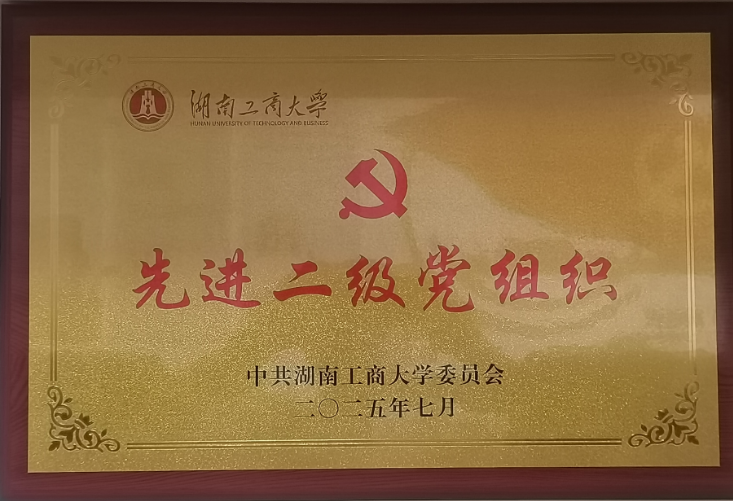 湖南工商大学
HUNAN UNIVERSITY OF TECHNOLOGY AND BUSINESS
先进二级党组织
中共湖南工商大学委员会
二〇二五年七月